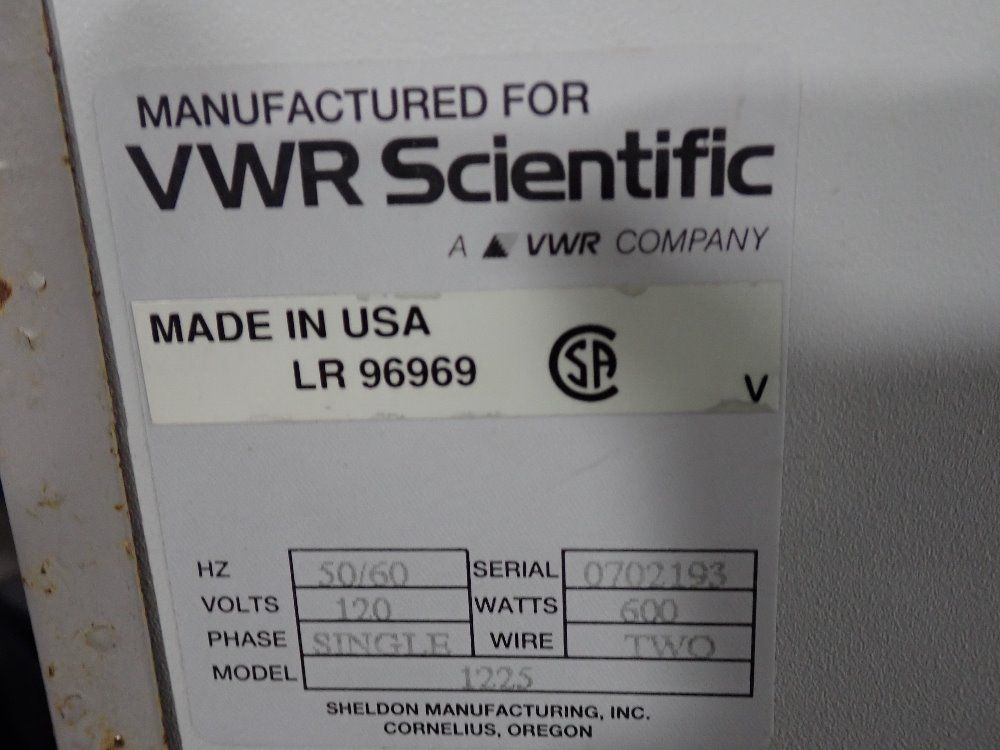 MANUFACTURED FOR
VWR Scientific
A VWR COMPANY
MADE IN USA
LR 96969
CSA
V
HZ 50/60 SERIAL 0702193
VOLTS 120 WATTS 600
PHASE SINGLE WIRE TWO
MODEL 1225
SHELDON MANUFACTURING, INC.
CORNELIUS, OREGON